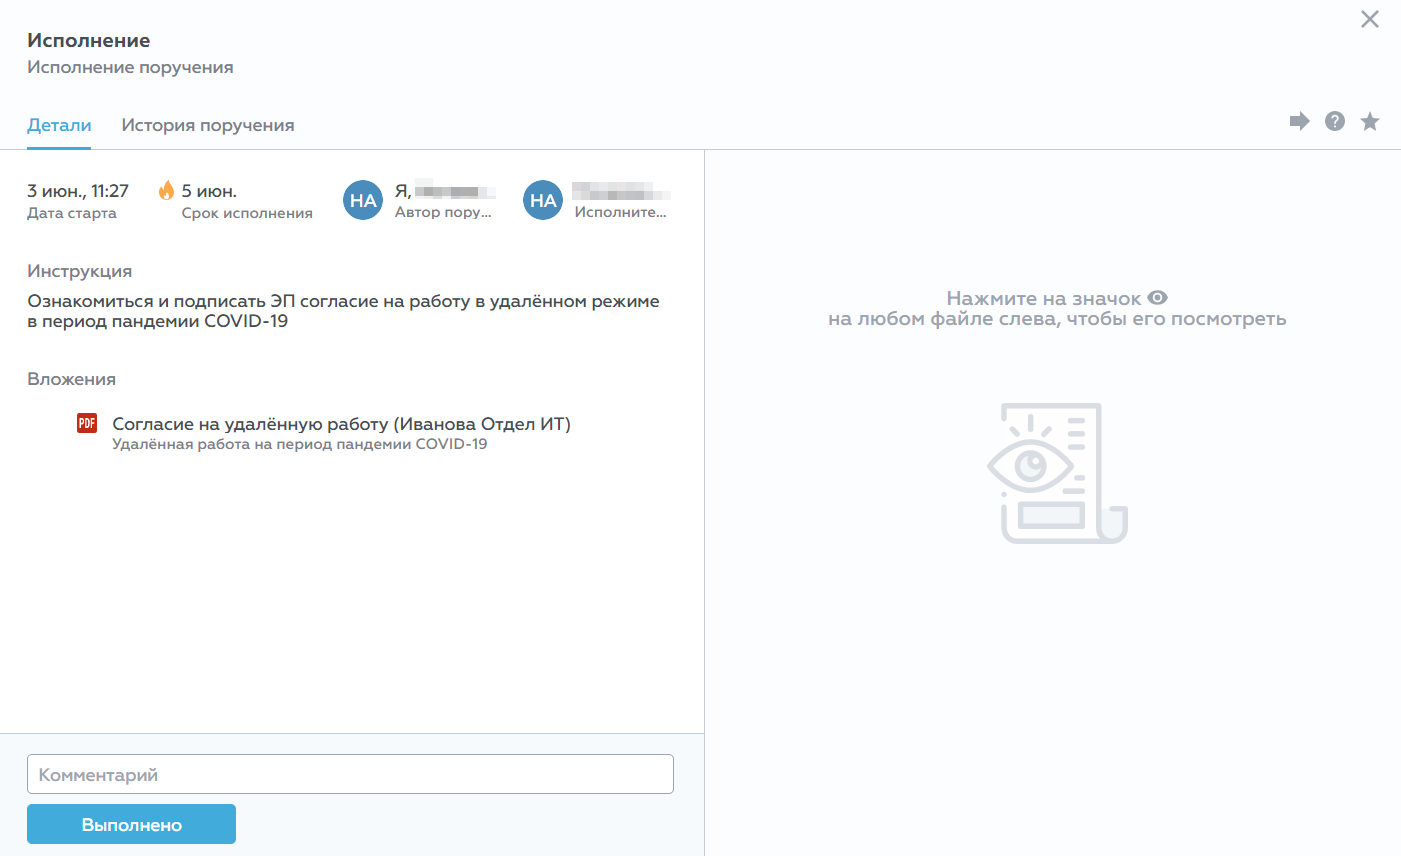 Исполнение
Исполнение поручения
Детали
История поручения
3 июн., 11:27
Дата старта
5 июн.
Срок исполнения
НА
Я,
Автор пору...
НА
Исполните...
Инструкция
Ознакомиться и подписать ЭП согласие на работу в удалённом режиме
в период пандемии COVID-19
Вложения
PDF
Согласие на удалённую работу (Иванова Отдел ИТ)
Удалённая работа на период пандемии COVID-19
Комментарий
Выполнено
Нажмите на значок
на любом файле слева, чтобы его посмотреть